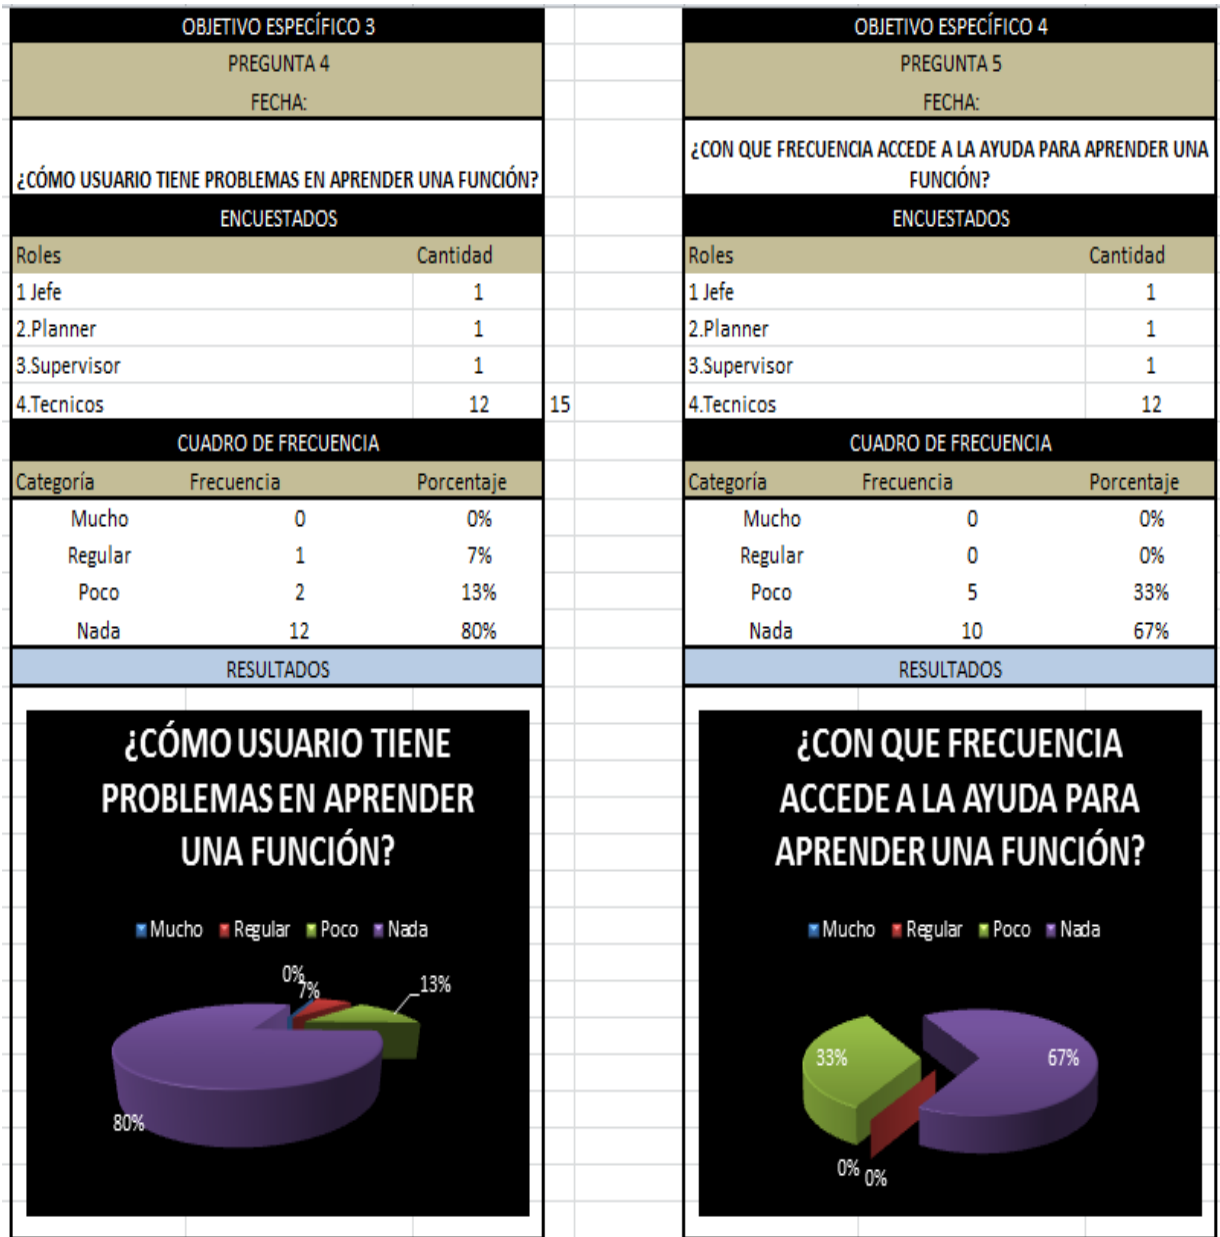 OBJETIVO ESPECÍFICO 3
PREGUNTA 4
FECHA:
¿CÓMO USUARIO TIENE PROBLEMAS EN APRENDER UNA FUNCIÓN?
ENCUESTADOS
Roles Cantidad
1 Jefe 1
2.Planner 1
3.Supervisor 1
4.Tecnicos 12 15
CUADRO DE FRECUENCIA
Categoría Frecuencia Porcentaje
Mucho 0 0%
Regular 1 7%
Poco 2 13%
Nada 12 80%
RESULTADOS
¿CÓMO USUARIO TIENE
PROBLEMAS EN APRENDER
UNA FUNCIÓN?
Mucho Regular Poco Nada
0%
7%
13%
80%
OBJETIVO ESPECÍFICO 4
PREGUNTA 5
FECHA:
¿CON QUE FRECUENCIA ACCEDE A LA AYUDA PARA APRENDER UNA
FUNCIÓN?
ENCUESTADOS
Roles Cantidad
1 Jefe 1
2.Planner 1
3.Supervisor 1
4.Tecnicos 12
CUADRO DE FRECUENCIA
Categoría Frecuencia Porcentaje
Mucho 0 0%
Regular 0 0%
Poco 5 33%
Nada 10 67%
RESULTADOS
¿CON QUE FRECUENCIA
ACCEDE A LA AYUDA PARA
APRENDER UNA FUNCIÓN?
Mucho Regular Poco Nada
33%
67%
0%
0%